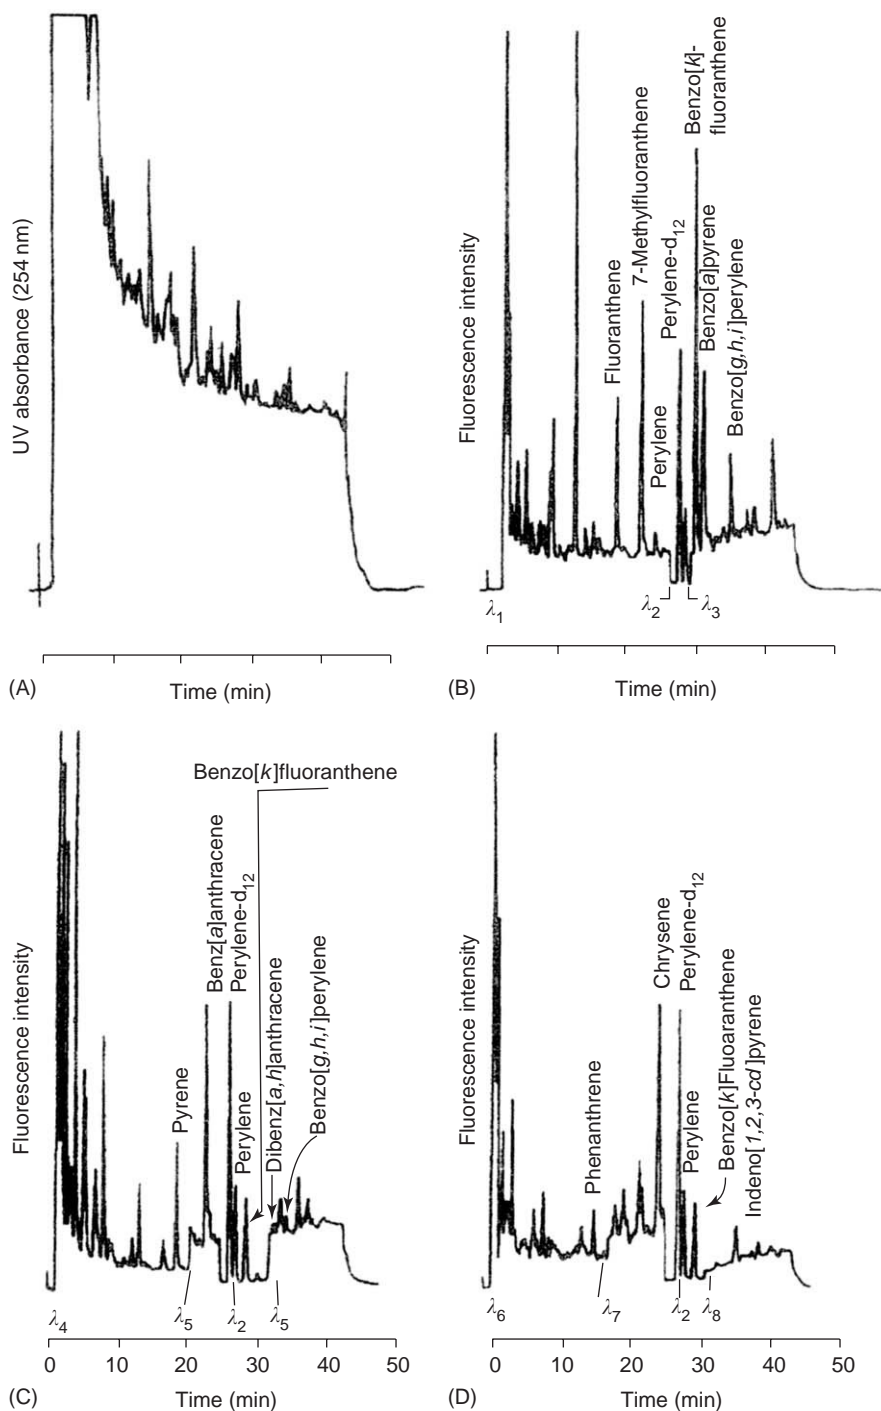 UV absorbance (254 nm)
Time (min)
(A)
Fluorescence intensity
Fluoranthene
7-Methylfluoranthene
Perylene
Perylene-d12
Benzo[k]-
fluoranthene
Benzo[a]pyrene
Benzo[g,h,i]perylene
λ1
λ2
λ3
Time (min)
(B)
Fluorescence intensity
Benzo[k]fluoranthene
Pyrene
Benz[a]anthracene
Perylene-d12
Perylene
Dibenz[a,h]anthracene
Benzo[g,h,i]perylene
λ4
λ5
λ2
λ5
0 10 20 30 40 50
Time (min)
(C)
Fluorescence intensity
Phenanthrene
Chrysene
Perylene-d12
Perylene
Benzo[k]Fluoaranthene
Indeno[1,2,3-cd]pyrene
λ6
λ7
λ2
λ8
0 10 20 30 40 50
Time (min)
(D)